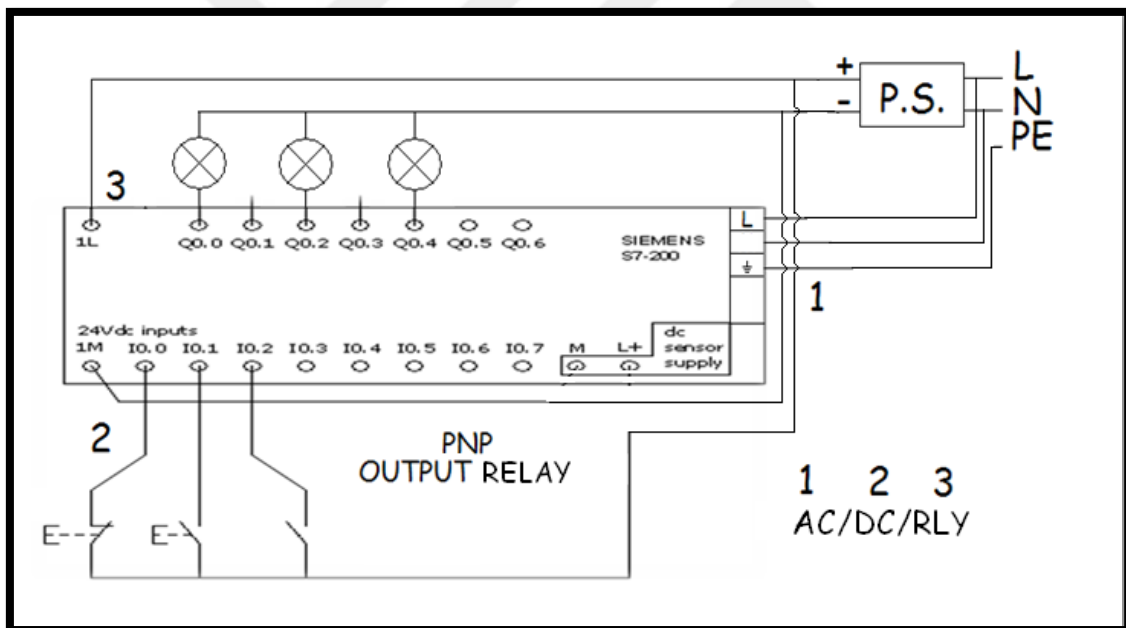 + P.S. L
- N
PE
3
1L Q0.0 Q0.1 Q0.2 Q0.3 Q0.4 Q0.5 Q0.6
L
SIEMENS
S7-200
1
24Vdc inputs
1M I0.0 I0.1 I0.2 I0.3 I0.4 I0.5 I0.6 I0.7 M L+
dc
sensor
supply
2
PNP
OUTPUT RELAY
1 2 3
AC/DC/RLY
E E